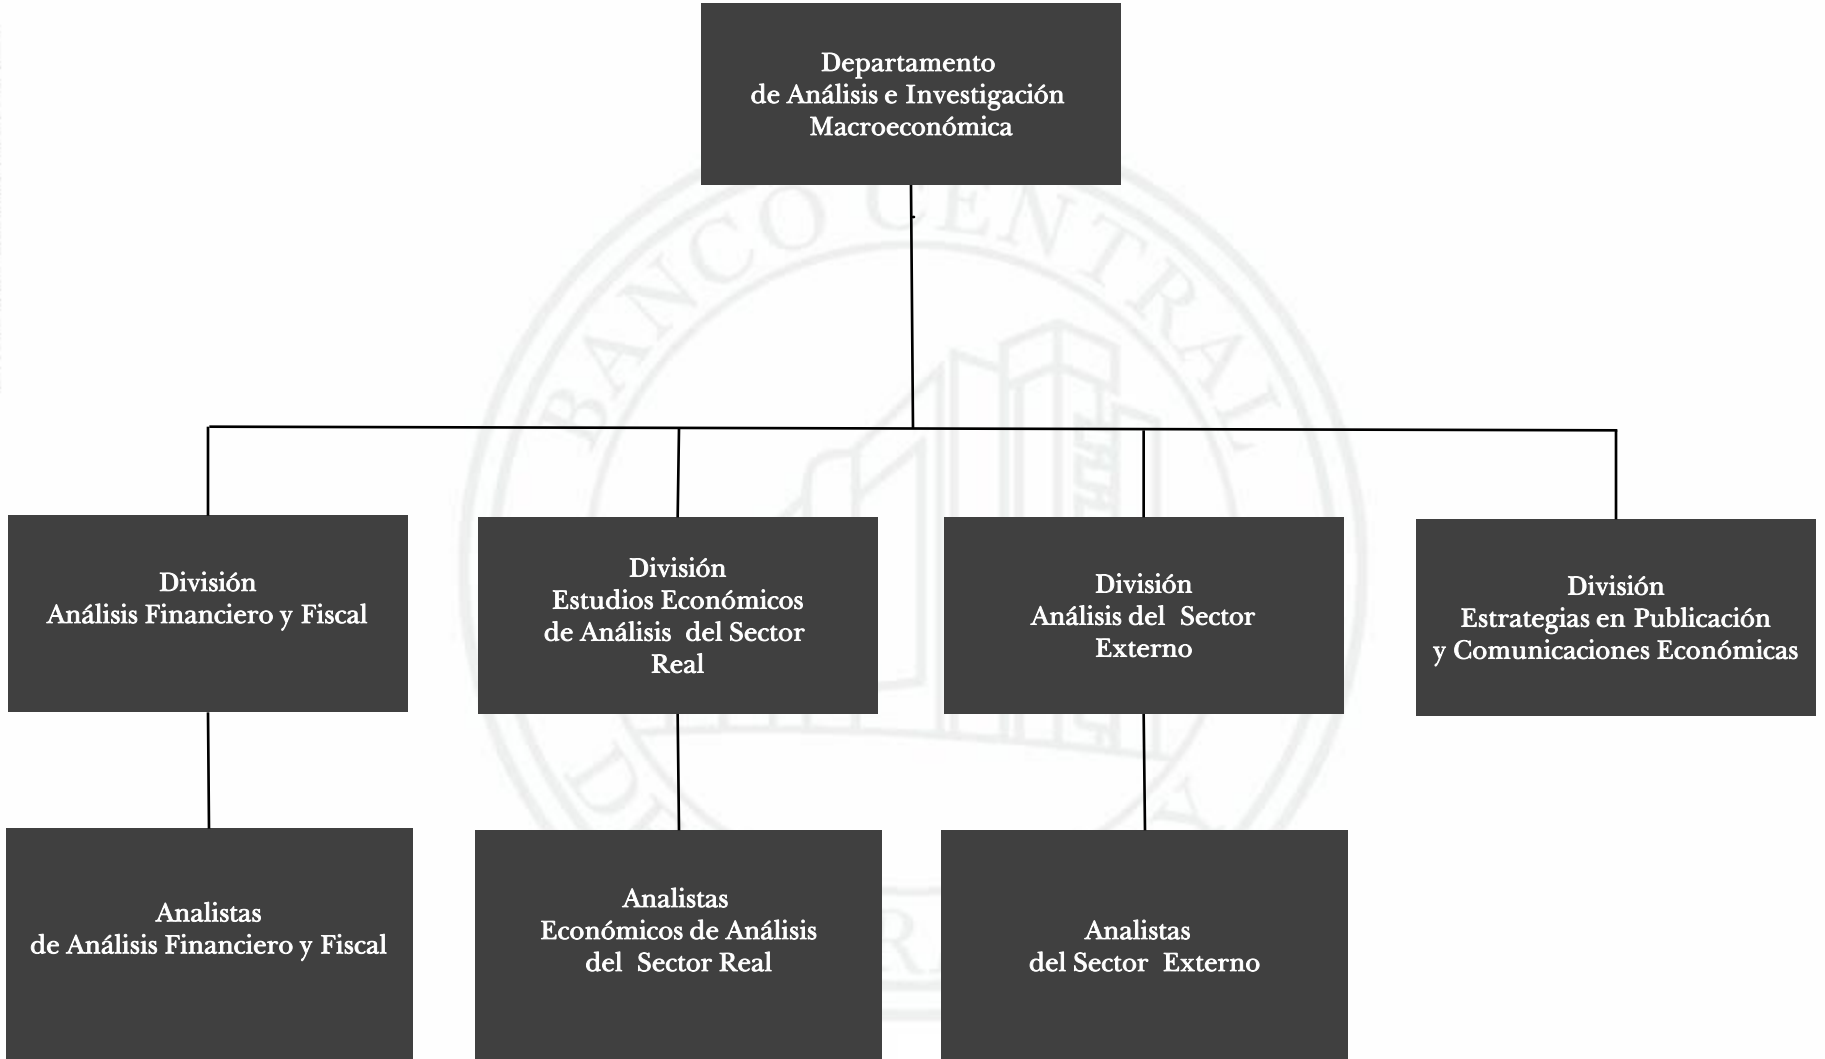 Departamento
de Análisis e Investigación
Macroeconómica
BANCO CENTRAL
División
Análisis Financiero y Fiscal
División
Estudios Económicos
de Análisis del Sector
Real
División
Análisis del Sector
Externo
División
Estrategias en Publicación
y Comunicaciones Económicas
Analistas
de Análisis Financiero y Fiscal
Analistas
Económicos de Análisis
del Sector Real
Analistas
del Sector Externo